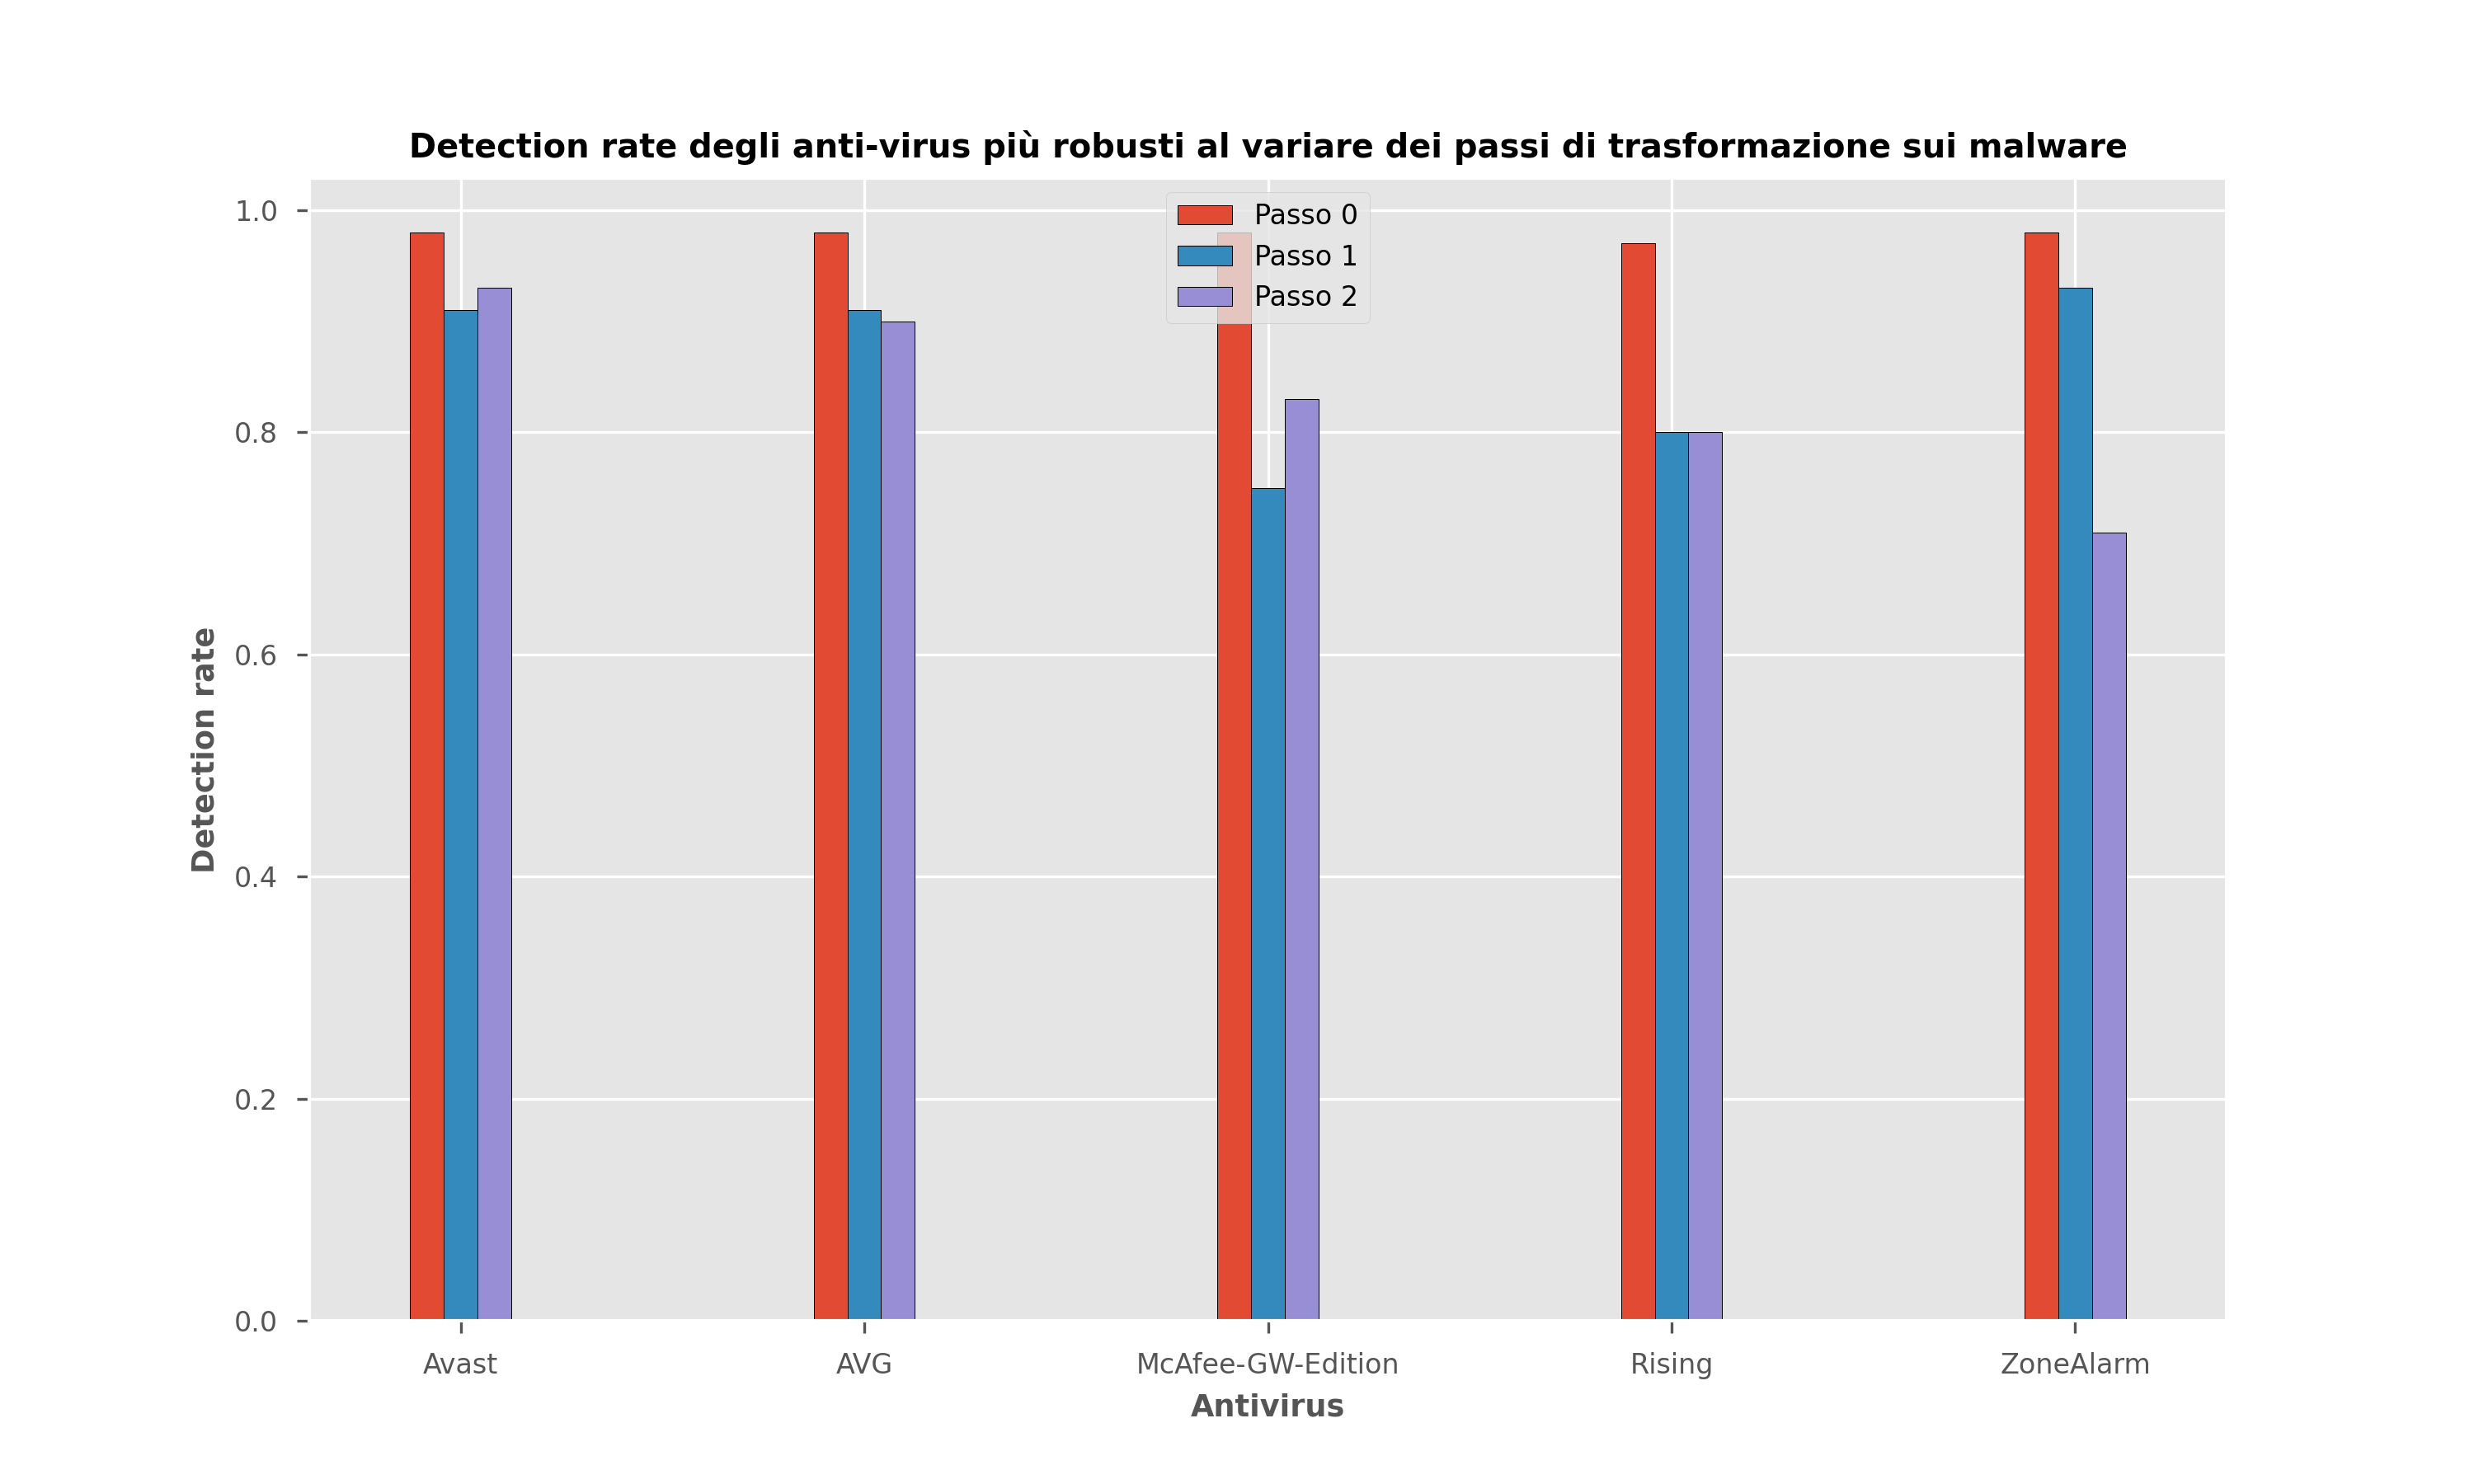 Detection rate degli anti-virus più robusti al variare dei passi di trasformazione sui malware
Passo 0
Passo 1
Passo 2
1.0
0.8
0.6
0.4
0.2
0.0
Detection rate
Avast AVG McAfee-GW-Edition Rising ZoneAlarm
Antivirus